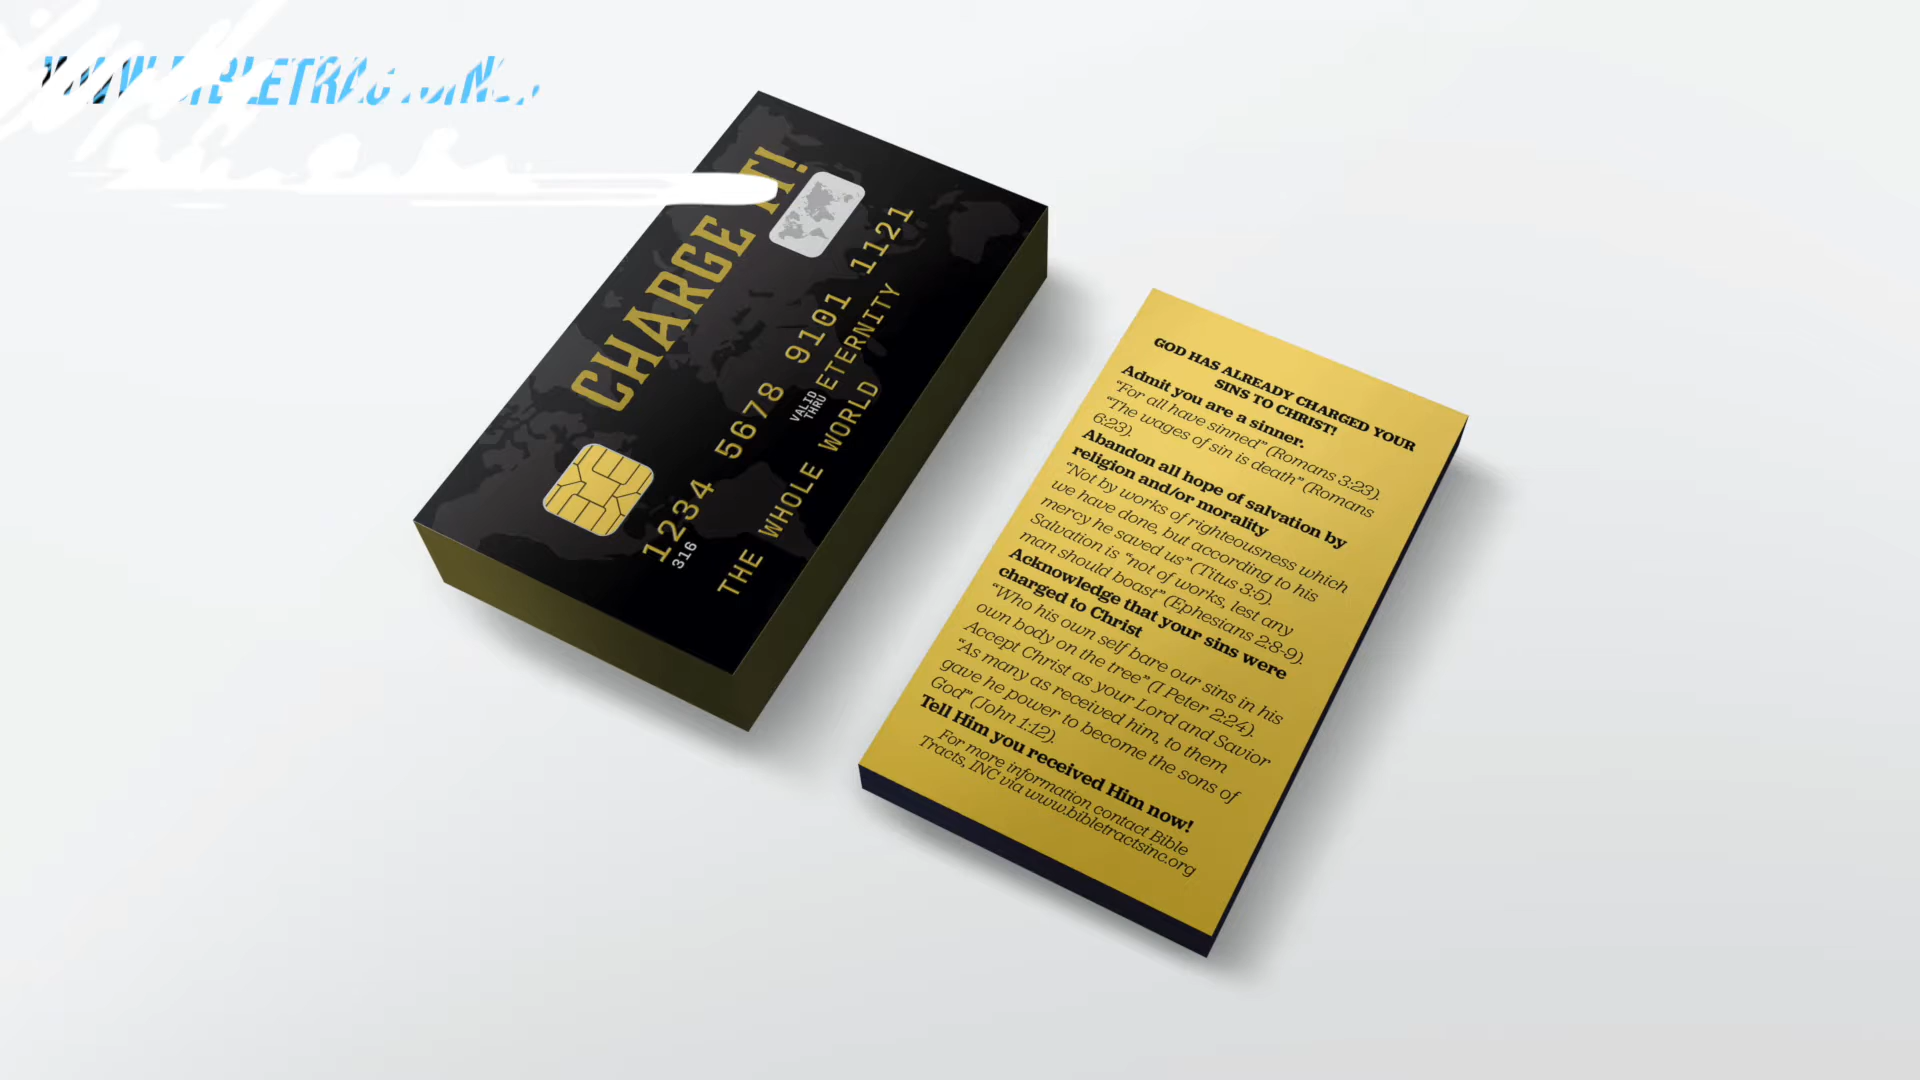 CHARGE IT!
1234 5678 9101 1121
316
VALID
THRU
ETERNITY
THE WHOLE WORLD
GOD HAS ALREADY CHARGED YOUR
SINS TO CHRIST!
Admit you are a sinner.
“For all have sinned” (Romans 3:23).
“The wages of sin is death” (Romans
6:23).
Abandon all hope of salvation by
religion and/or morality
“Not by works of righteousness which
we have done, but according to his
mercy he saved us” (Titus 3:5).
Salvation is “not of works, lest any
man should boast” (Ephesians 2:8-9).
Acknowledge that your sins were
charged to Christ
“Who his own self bare our sins in his
own body on the tree” (I Peter 2:24).
Accept Christ as your Lord and Savior
“As many as received him, to them
gave he power to become the sons of
God” (John 1:12).
Tell Him you received Him now!
For more information contact Bible
Tracts, INC via www.bibletractsinc.org